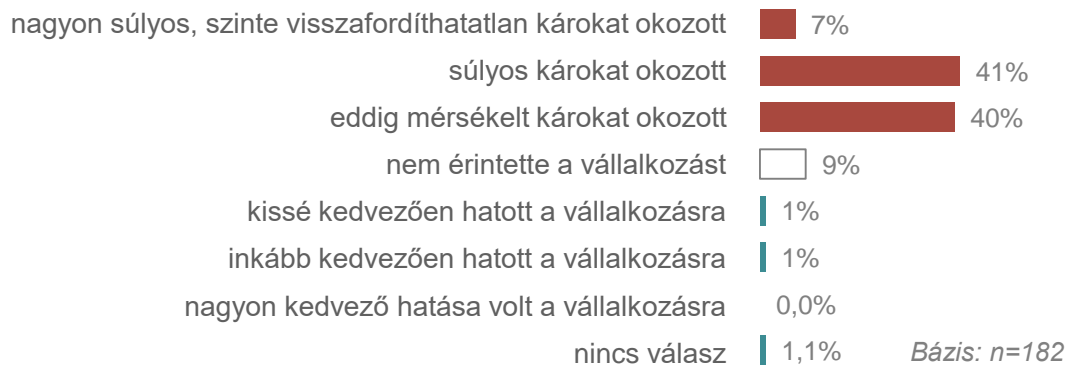 nagyon súlyos, szinte visszafordíthatatlan károkat okozott 7%
súlyos károkat okozott 41%
eddig mérsékelt károkat okozott 40%
nem érintette a vállalkozást 9%
kissé kedvezően hatott a vállalkozásra 1%
inkább kedvezően hatott a vállalkozásra 1%
nagyon kedvező hatása volt a vállalkozásra 0,0%
nincs válasz 1,1% Bázis: n=182